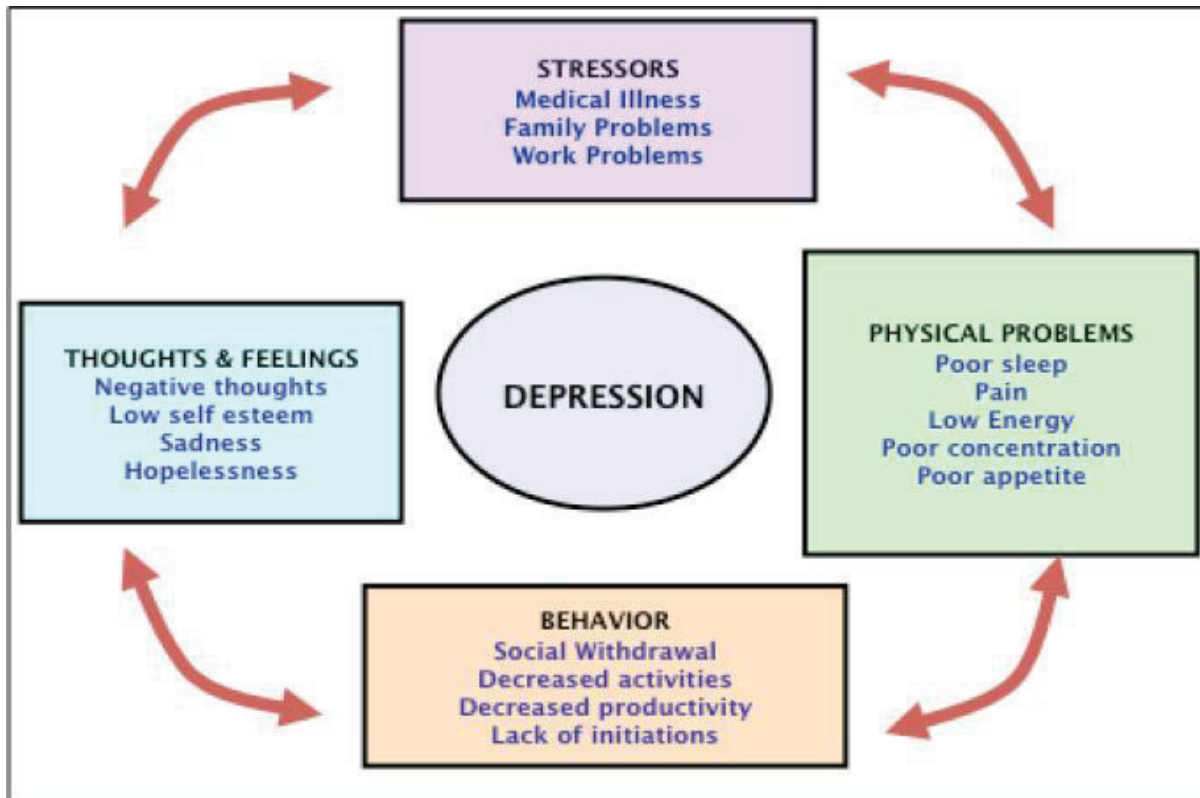 STRESSORS
Medical Illness
Family Problems
Work Problems
THOUGHTS & FEELINGS
Negative thoughts
Low self esteem
Sadness
Hopelessness
DEPRESSION
PHYSICAL PROBLEMS
Poor sleep
Pain
Low Energy
Poor concentration
Poor appetite
BEHAVIOR
Social Withdrawal
Decreased activities
Decreased productivity
Lack of initiations